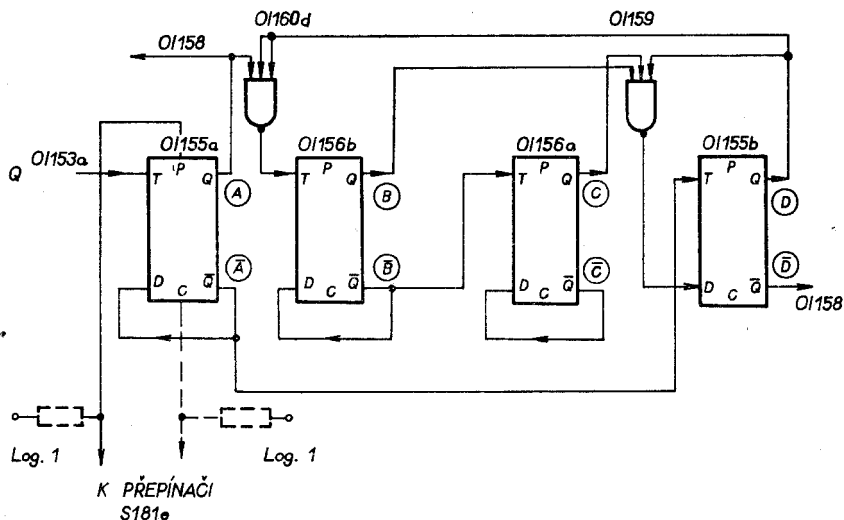 OI160d
OI158
OI159
OI155a
OI156b
OI156a
OI155b
Q OI153a
T P Q
T P Q
T P Q
T P Q
A
B
C
D
A̅
B̅
C̅
D̅
D C Q̅
D C Q̅
D C Q̅
D C Q̅
OI158
Log. 1
Log. 1
K PŘEPÍNAČI
S181e